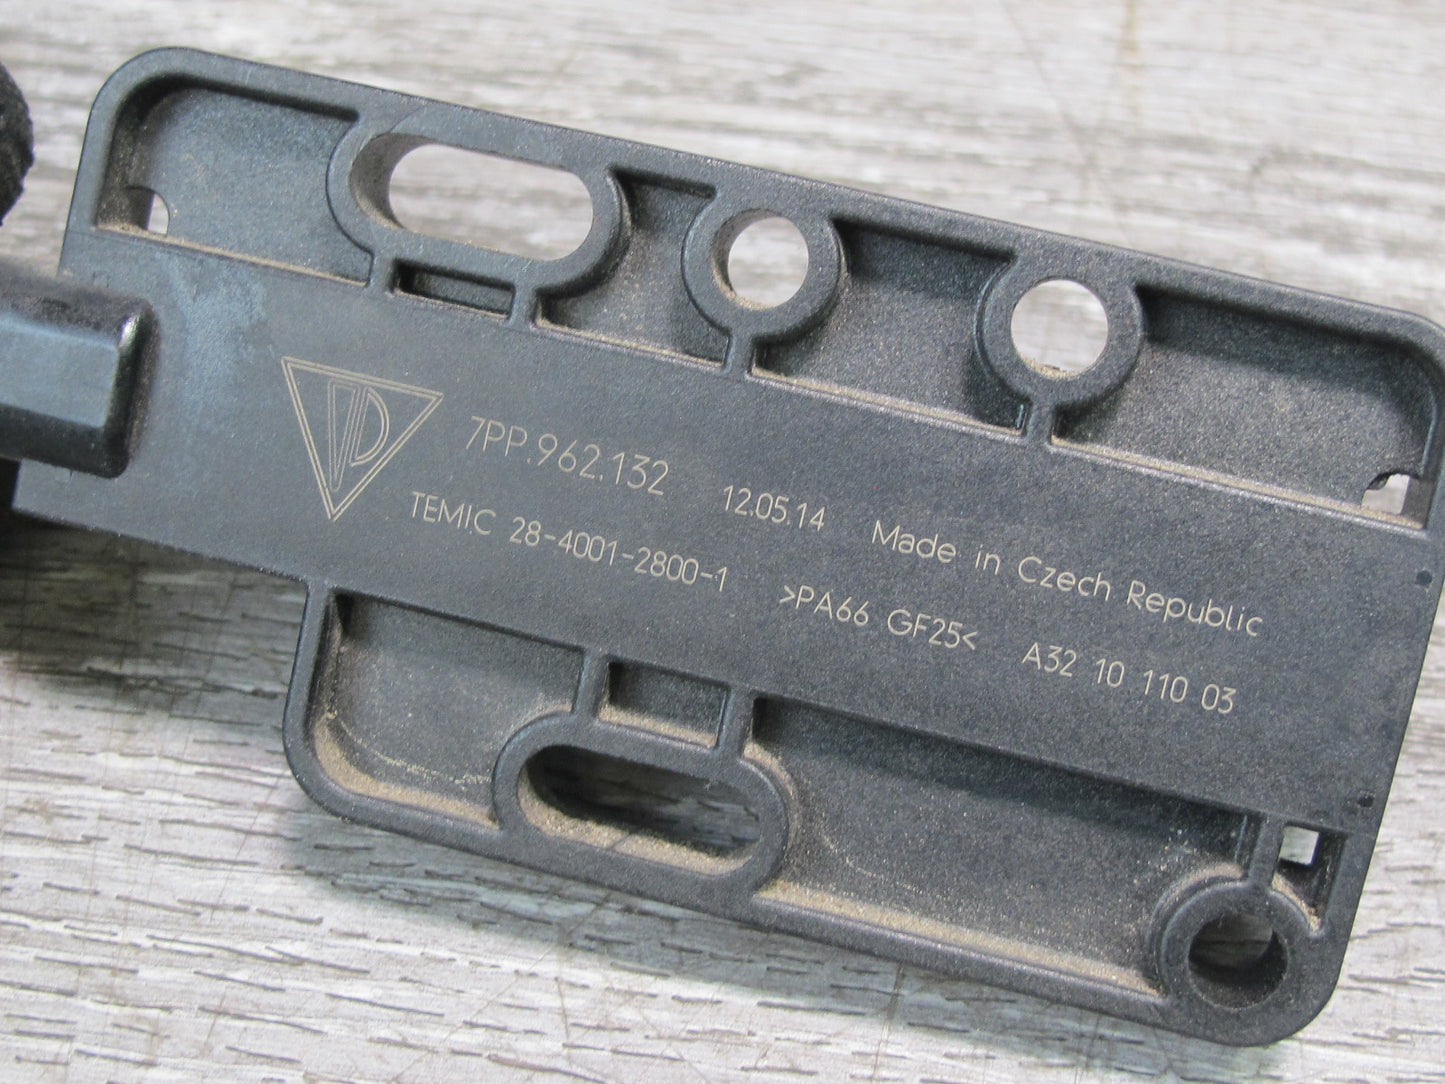 7PP.962.132 12.05.14 Made in Czech Republic
TEMIC 28-4001-2800-1 >PA66 GF25< A32 10 110 03